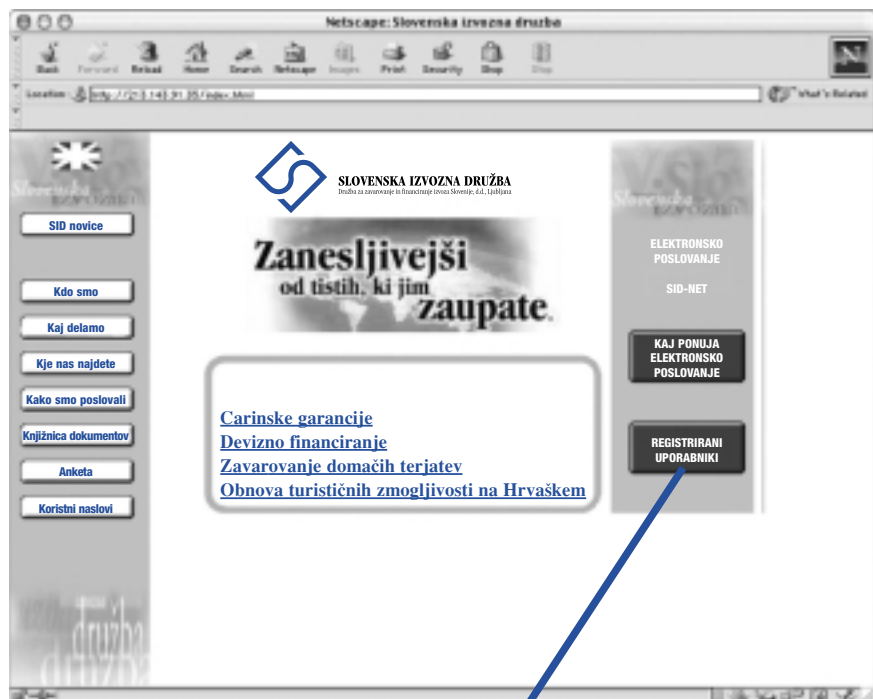 Netscape: Slovenska izvozna druzba
Back Forward Reload Home Search Netscape Images Print Security Shop Stop
Location: What's Related
Slovenska
SID novice
Kdo smo
Kaj delamo
Kje nas najdete
Kako smo poslovali
Knjižnica dokumentov
Anketa
Koristni naslovi
družba
SLOVENSKA IZVOZNA DRUŽBA
Družba za zavarovanje in financiranje izvoza Slovenije, d.d., Ljubljana
Zanesljivejši
od tistih, ki jim
zaupate.
Carinske garancije
Devizno financiranje
Zavarovanje domačih terjatev
Obnova turističnih zmogljivosti na Hrvaškem
Slovenska
ELEKTRONSKO
POSLOVANJE
SID-NET
KAJ PONUJA
ELEKTRONSKO
POSLOVANJE
REGISTRIRANI
UPORABNIKI